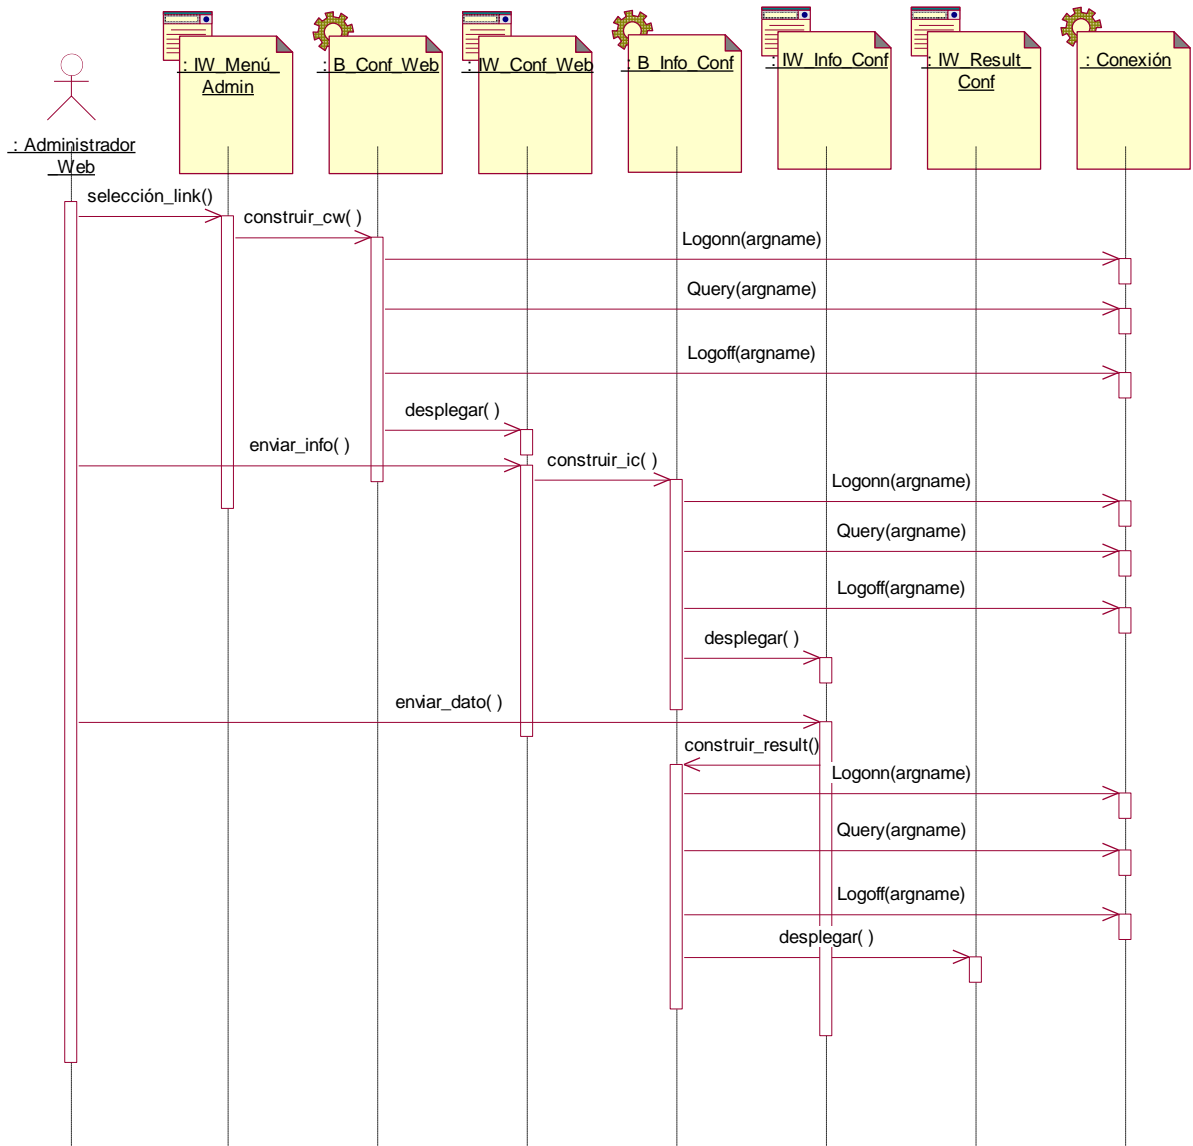 : IW_Menú_
Admin
: B_Conf_Web
: IW_Conf_Web
: B_Info_Conf
: IW_Info_Conf
: IW_Result_
Conf
: Conexión
: Administrador
_Web
selección_link()
construir_cw( )
Logonn(argname)
Query(argname)
Logoff(argname)
desplegar( )
enviar_info( )
construir_ic( )
Logonn(argname)
Query(argname)
Logoff(argname)
desplegar( )
enviar_dato( )
construir_result()
Logonn(argname)
Query(argname)
Logoff(argname)
desplegar( )